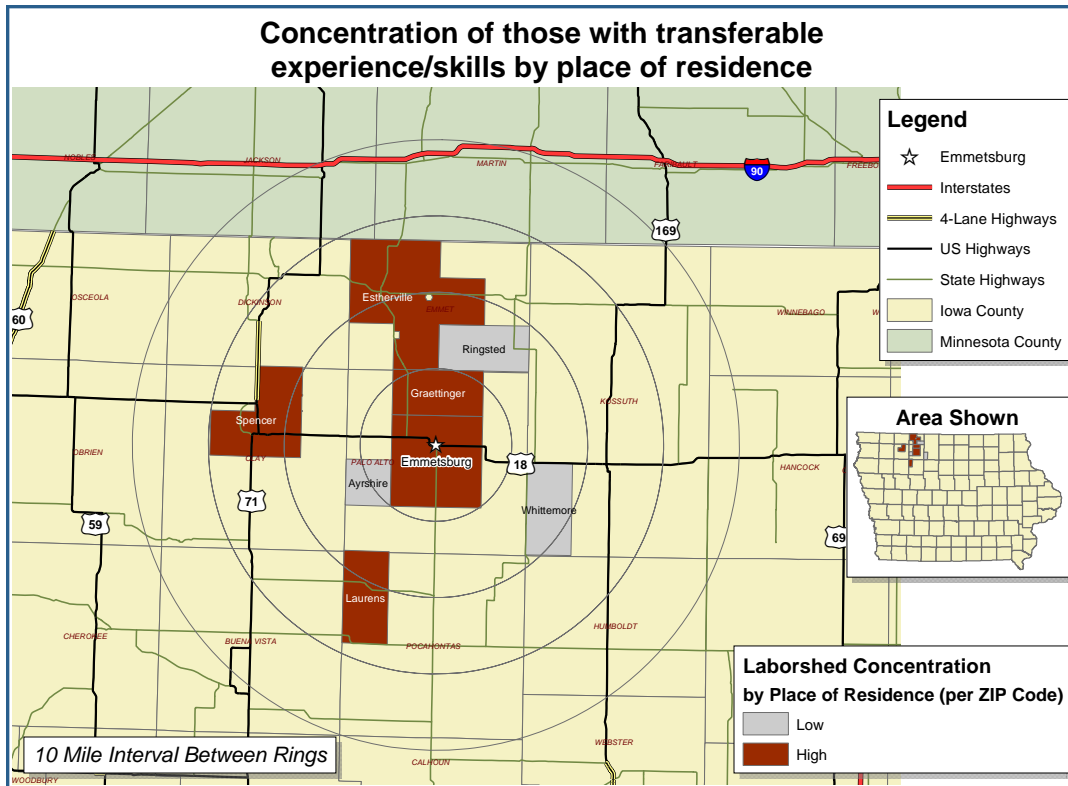 Concentration of those with transferable
experience/skills by place of residence
NOBLES
JACKSON
MARTIN
FARIBAULT
FREEBO
90
169
OSCEOLA
DICKINSON
Estherville
EMMET
WINNEBAGO
W
60
Ringsted
Graettinger
KOSSUTH
Spencer
CLAY
Emmetsburg
PALO ALTO
Ayrshire
18
OBRIEN
HANCOCK
71
59
Whittemore
69
Laurens
CHEROKEE
BUENA VISTA
POCAHONTAS
HUMBOLDT
WEBSTER
CALHOUN
WOODBURY
10 Mile Interval Between Rings
Legend
Emmetsburg
Interstates
4-Lane Highways
US Highways
State Highways
Iowa County
Minnesota County
Area Shown
Laborshed Concentration
by Place of Residence (per ZIP Code)
Low
High